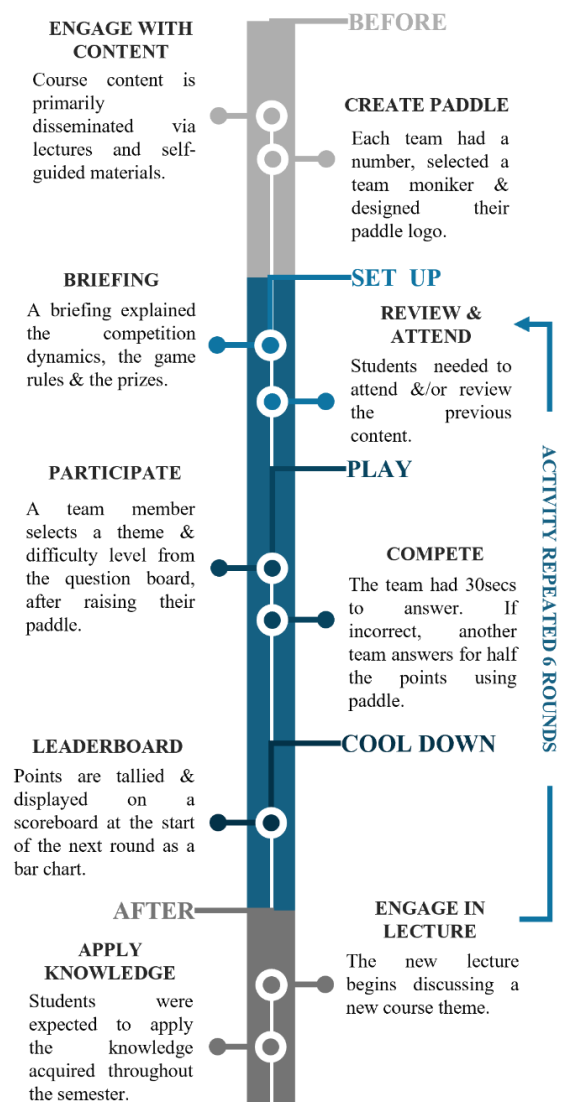 BEFORE
ENGAGE WITH
CONTENT
Course content is
primarily
disseminated via
lectures and self-
guided materials.
CREATE PADDLE
Each team had a
number, selected a
team moniker &
designed their
paddle logo.
SET UP
BRIEFING
A briefing explained
the competition
dynamics, the game
rules & the prizes.
REVIEW &
ATTEND
Students needed to
attend &/or review
the previous
content.
PLAY
PARTICIPATE
A team member
selects a theme &
difficulty level from
the question board,
after raising their
paddle.
COMPETE
The team had 30secs
to answer. If
incorrect, another
team answers for half
the points using
paddle.
ACTIVITY REPEATED 6 ROUNDS
COOL DOWN
LEADERBOARD
Points are tallied &
displayed on a
scoreboard at the start
of the next round as a
bar chart.
AFTER
ENGAGE IN
LECTURE
The new lecture
begins discussing a
new course theme.
APPLY
KNOWLEDGE
Students were
expected to apply
the knowledge
acquired throughout
the semester.